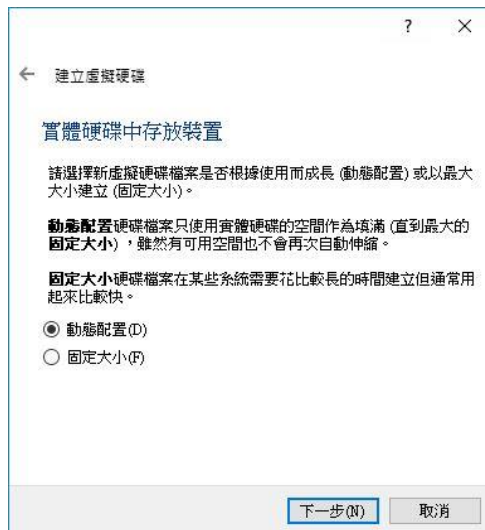 ?
建立虛擬硬碟
實體硬碟中存放裝置
請選擇新虛擬硬碟檔案是否根據使用而成長 (動態配置) 或以最大
大小建立 (固定大小)。
動態配置硬碟檔案只使用實體硬碟的空間作為填滿 (直到最大的
固定大小) ，雖然有可用空間也不會再次自動伸縮。
固定大小硬碟檔案在某些系統需要花比較長的時間建立但通常用
起來比較快。
動態配置(D)
固定大小(F)
下一步(N) 取消